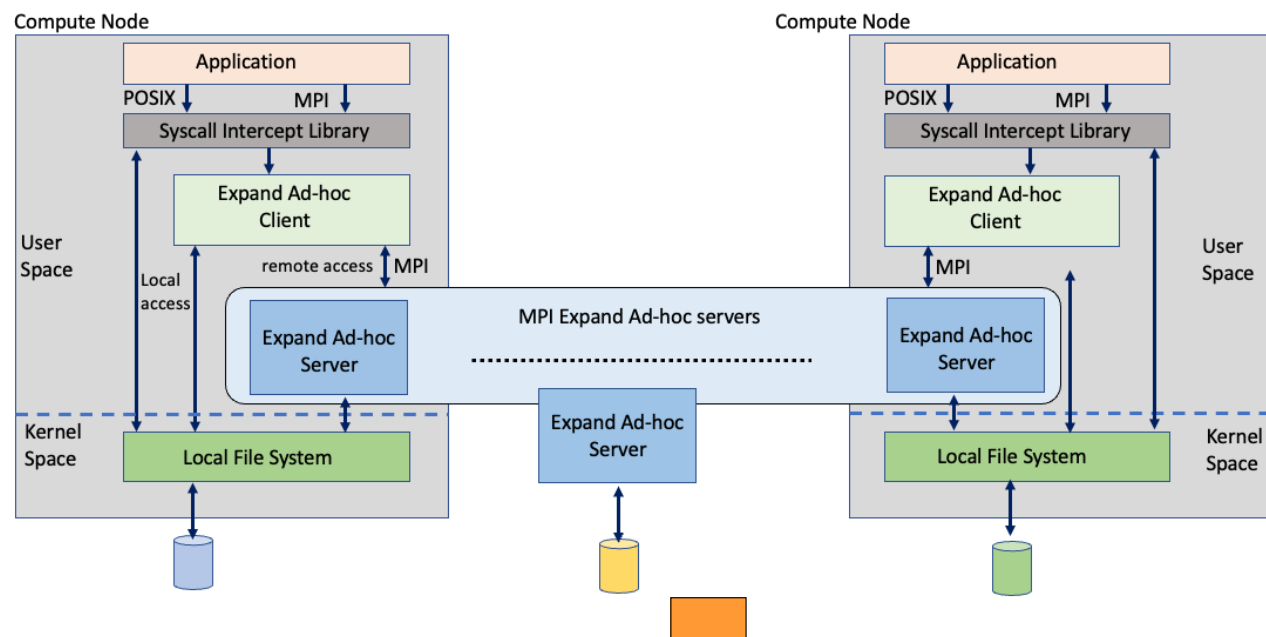 Compute Node
Application
POSIX
MPI
Syscall Intercept Library
Expand Ad-hoc
Client
User
Space
Local
access
remote access
MPI
Expand Ad-hoc
Server
Kernel
Space
Local File System
MPI Expand Ad-hoc servers
Expand Ad-hoc
Server
Compute Node
Application
POSIX
MPI
Syscall Intercept Library
Expand Ad-hoc
Client
User
Space
MPI
Expand Ad-hoc
Server
Kernel
Space
Local File System